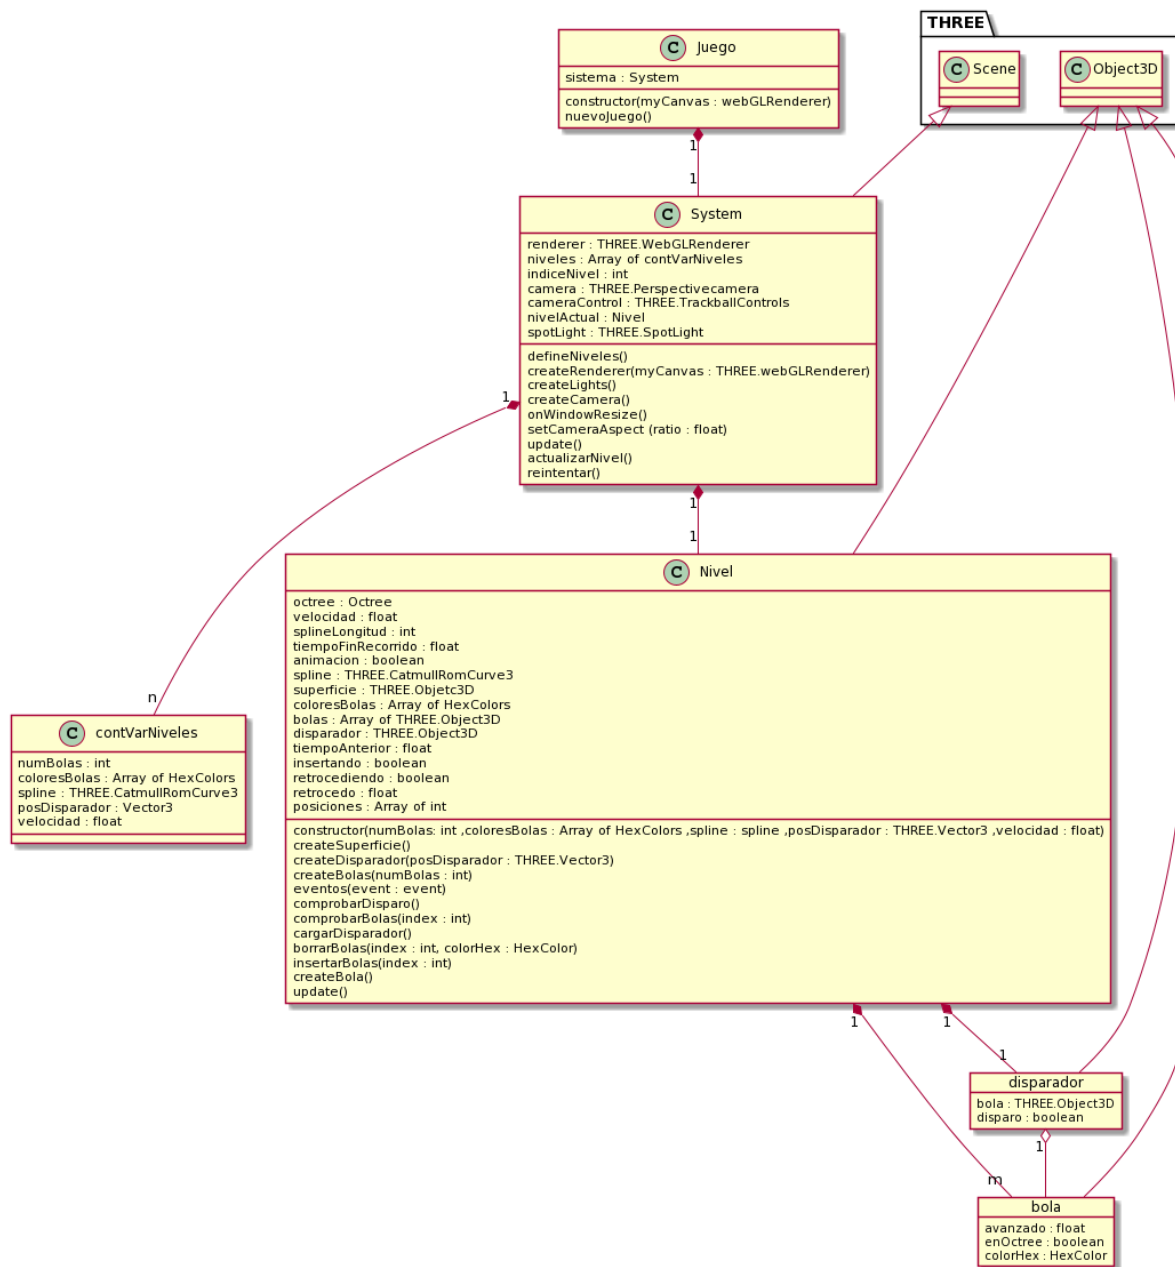 THREE
C Scene
C Object3D
C Juego
sistema : System
constructor(myCanvas : webGLRenderer)
nuevoJuego()
1
1
C System
renderer : THREE.WebGLRenderer
niveles : Array of contVarNiveles
indiceNivel : int
camera : THREE.Perspectivecamera
cameraControl : THREE.TrackballControls
nivelActual : Nivel
spotLight : THREE.SpotLight
defineNiveles()
createRenderer(myCanvas : THREE.webGLRenderer)
createLights()
createCamera()
onWindowResize()
setCameraAspect (ratio : float)
update()
actualizarNivel()
reintentar()
1
1
1
n
C Nivel
octree : Octree
velocidad : float
splineLongitud : int
tiempoFinRecorrido : float
animacion : boolean
spline : THREE.CatmullRomCurve3
superficie : THREE.Objetc3D
coloresBolas : Array of HexColors
bolas : Array of THREE.Object3D
disparador : THREE.Object3D
tiempoAnterior : float
insertando : boolean
retrocediendo : boolean
retrocedo : float
posiciones : Array of int
constructor(numBolas: int ,coloresBolas : Array of HexColors ,spline : spline ,posDisparador : THREE.Vector3 ,velocidad : float)
createSuperficie()
createDisparador(posDisparador : THREE.Vector3)
createBolas(numBolas : int)
eventos(event : event)
comprobarDisparo()
comprobarBolas(index : int)
cargarDisparador()
borrarBolas(index : int, colorHex : HexColor)
insertarBolas(index : int)
createBola()
update()
C contVarNiveles
numBolas : int
coloresBolas : Array of HexColors
spline : THREE.CatmullRomCurve3
posDisparador : Vector3
velocidad : float
1
1
1
disparador
bola : THREE.Object3D
disparo : boolean
1
m
bola
avanzado : float
enOctree : boolean
colorHex : HexColor